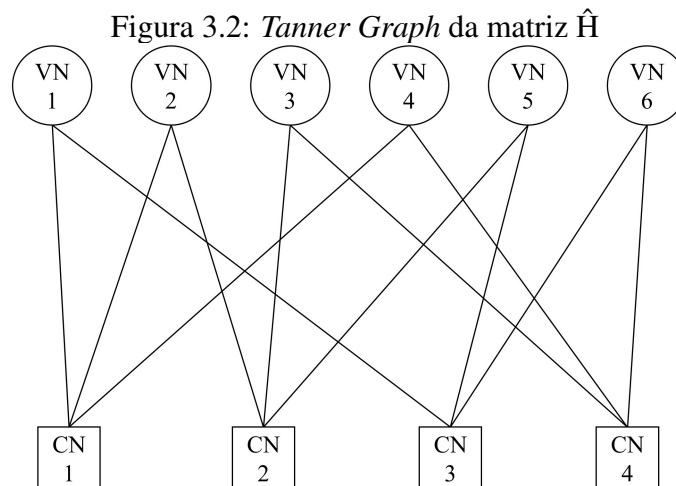 Figura 3.2: Tanner Graph da matriz Ĥ
VN VN VN VN VN VN
1 2 3 4 5 6
CN CN CN CN
1 2 3 4